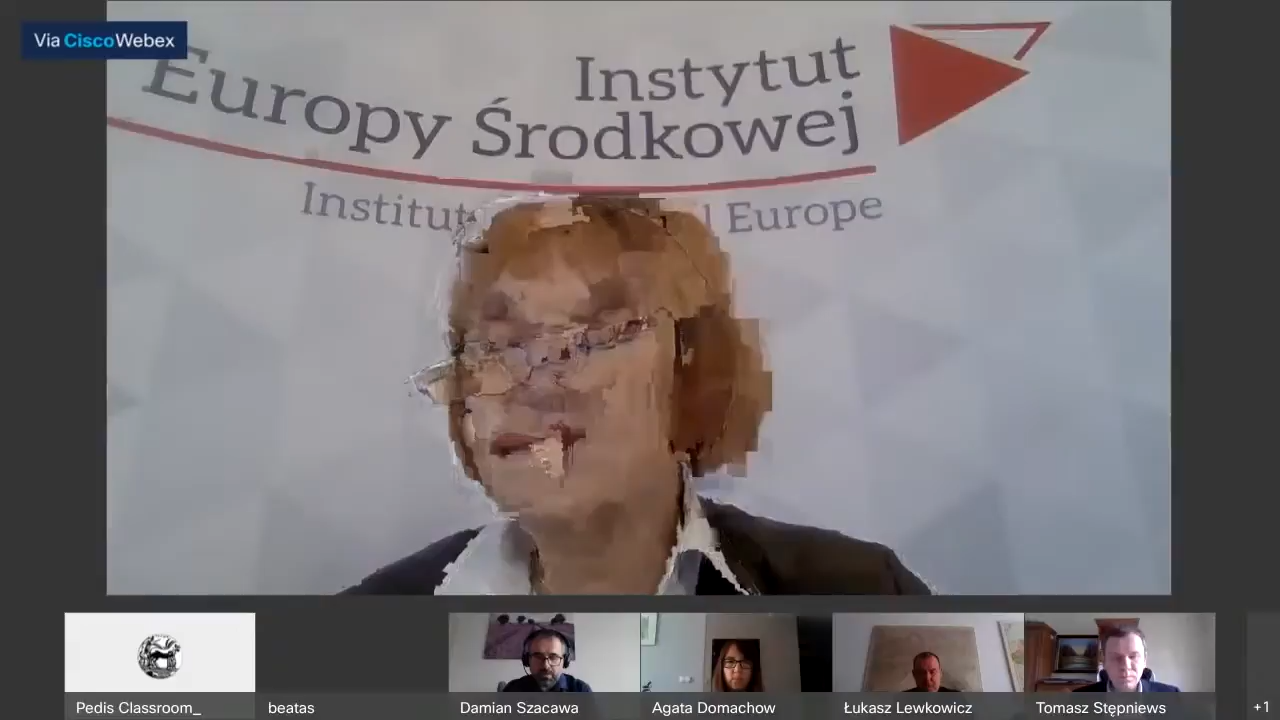 Via CiscoWebex
Instytut
Europy Środkowej
Europe
Pedis Classroom_
beatas
Damian Szacawa
Agata Domachow
Łukasz Lewkowicz
Tomasz Stępniews
+1